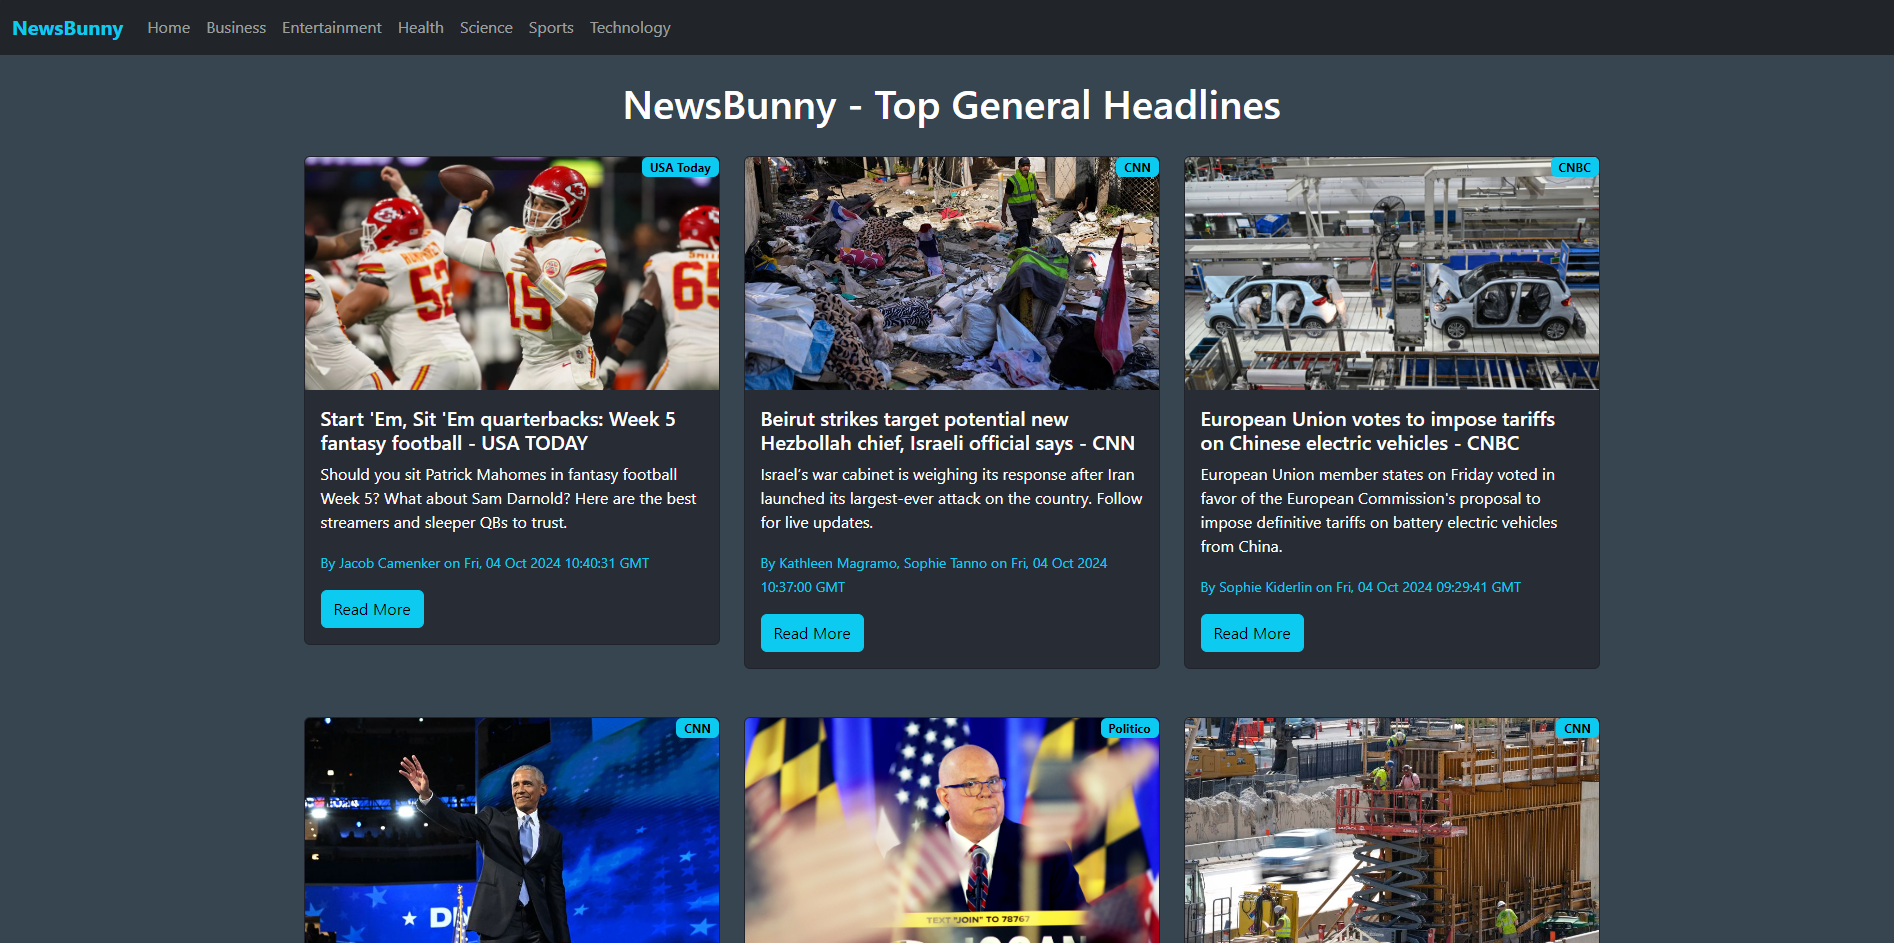 NewsBunny Home Business Entertainment Health Science Sports Technology
NewsBunny - Top General Headlines
USA Today
52
15
65
Start 'Em, Sit 'Em quarterbacks: Week 5
fantasy football - USA TODAY
Should you sit Patrick Mahomes in fantasy football
Week 5? What about Sam Darnold? Here are the best
streamers and sleeper QBs to trust.
By Jacob Camenker on Fri, 04 Oct 2024 10:40:31 GMT
Read More
CNN
Beirut strikes target potential new
Hezbollah chief, Israeli official says - CNN
Israel's war cabinet is weighing its response after Iran
launched its largest-ever attack on the country. Follow
for live updates.
By Kathleen Magramo, Sophie Tanno on Fri, 04 Oct 2024
10:37:00 GMT
Read More
CNBC
European Union votes to impose tariffs
on Chinese electric vehicles - CNBC
European Union member states on Friday voted in
favor of the European Commission's proposal to
impose definitive tariffs on battery electric vehicles
from China.
By Sophie Kiderlin on Fri, 04 Oct 2024 09:29:41 GMT
Read More
CNN
Politico
TEXT "JOIN" TO 78767
CNN